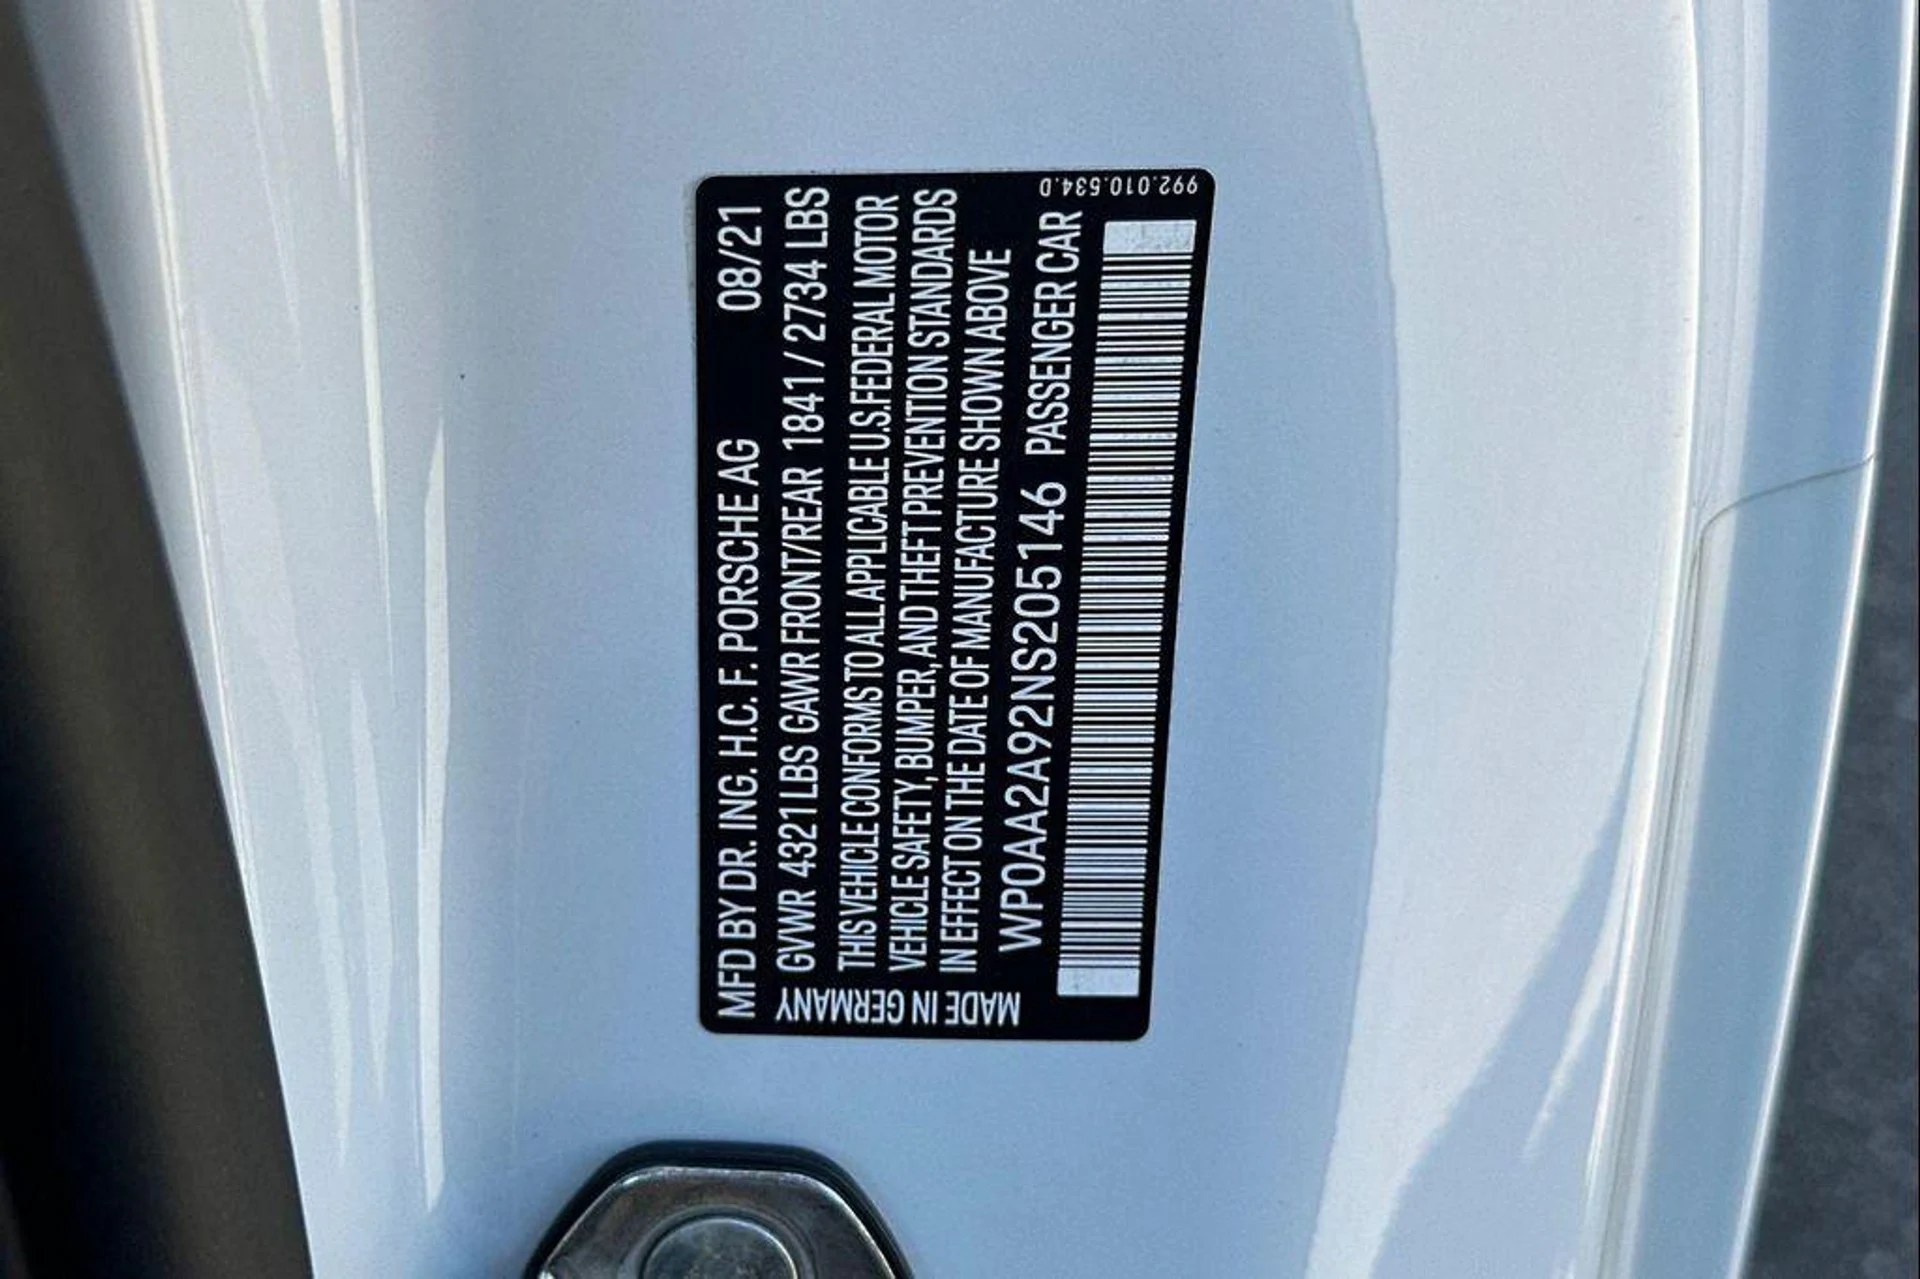 MFD BY DR. ING. H.C. F. PORSCHE AG 08/21
GVWR 4321 LBS GAWR FRONT/REAR 1841 / 2734 LBS
THIS VEHICLE CONFORMS TO ALL APPLICABLE U.S. FEDERAL MOTOR
VEHICLE SAFETY, BUMPER, AND THEFT PREVENTION STANDARDS
IN EFFECT ON THE DATE OF MANUFACTURE SHOWN ABOVE
WP0AA2A92NS205146 PASSENGER CAR
MADE IN GERMANY
992.010.534.D